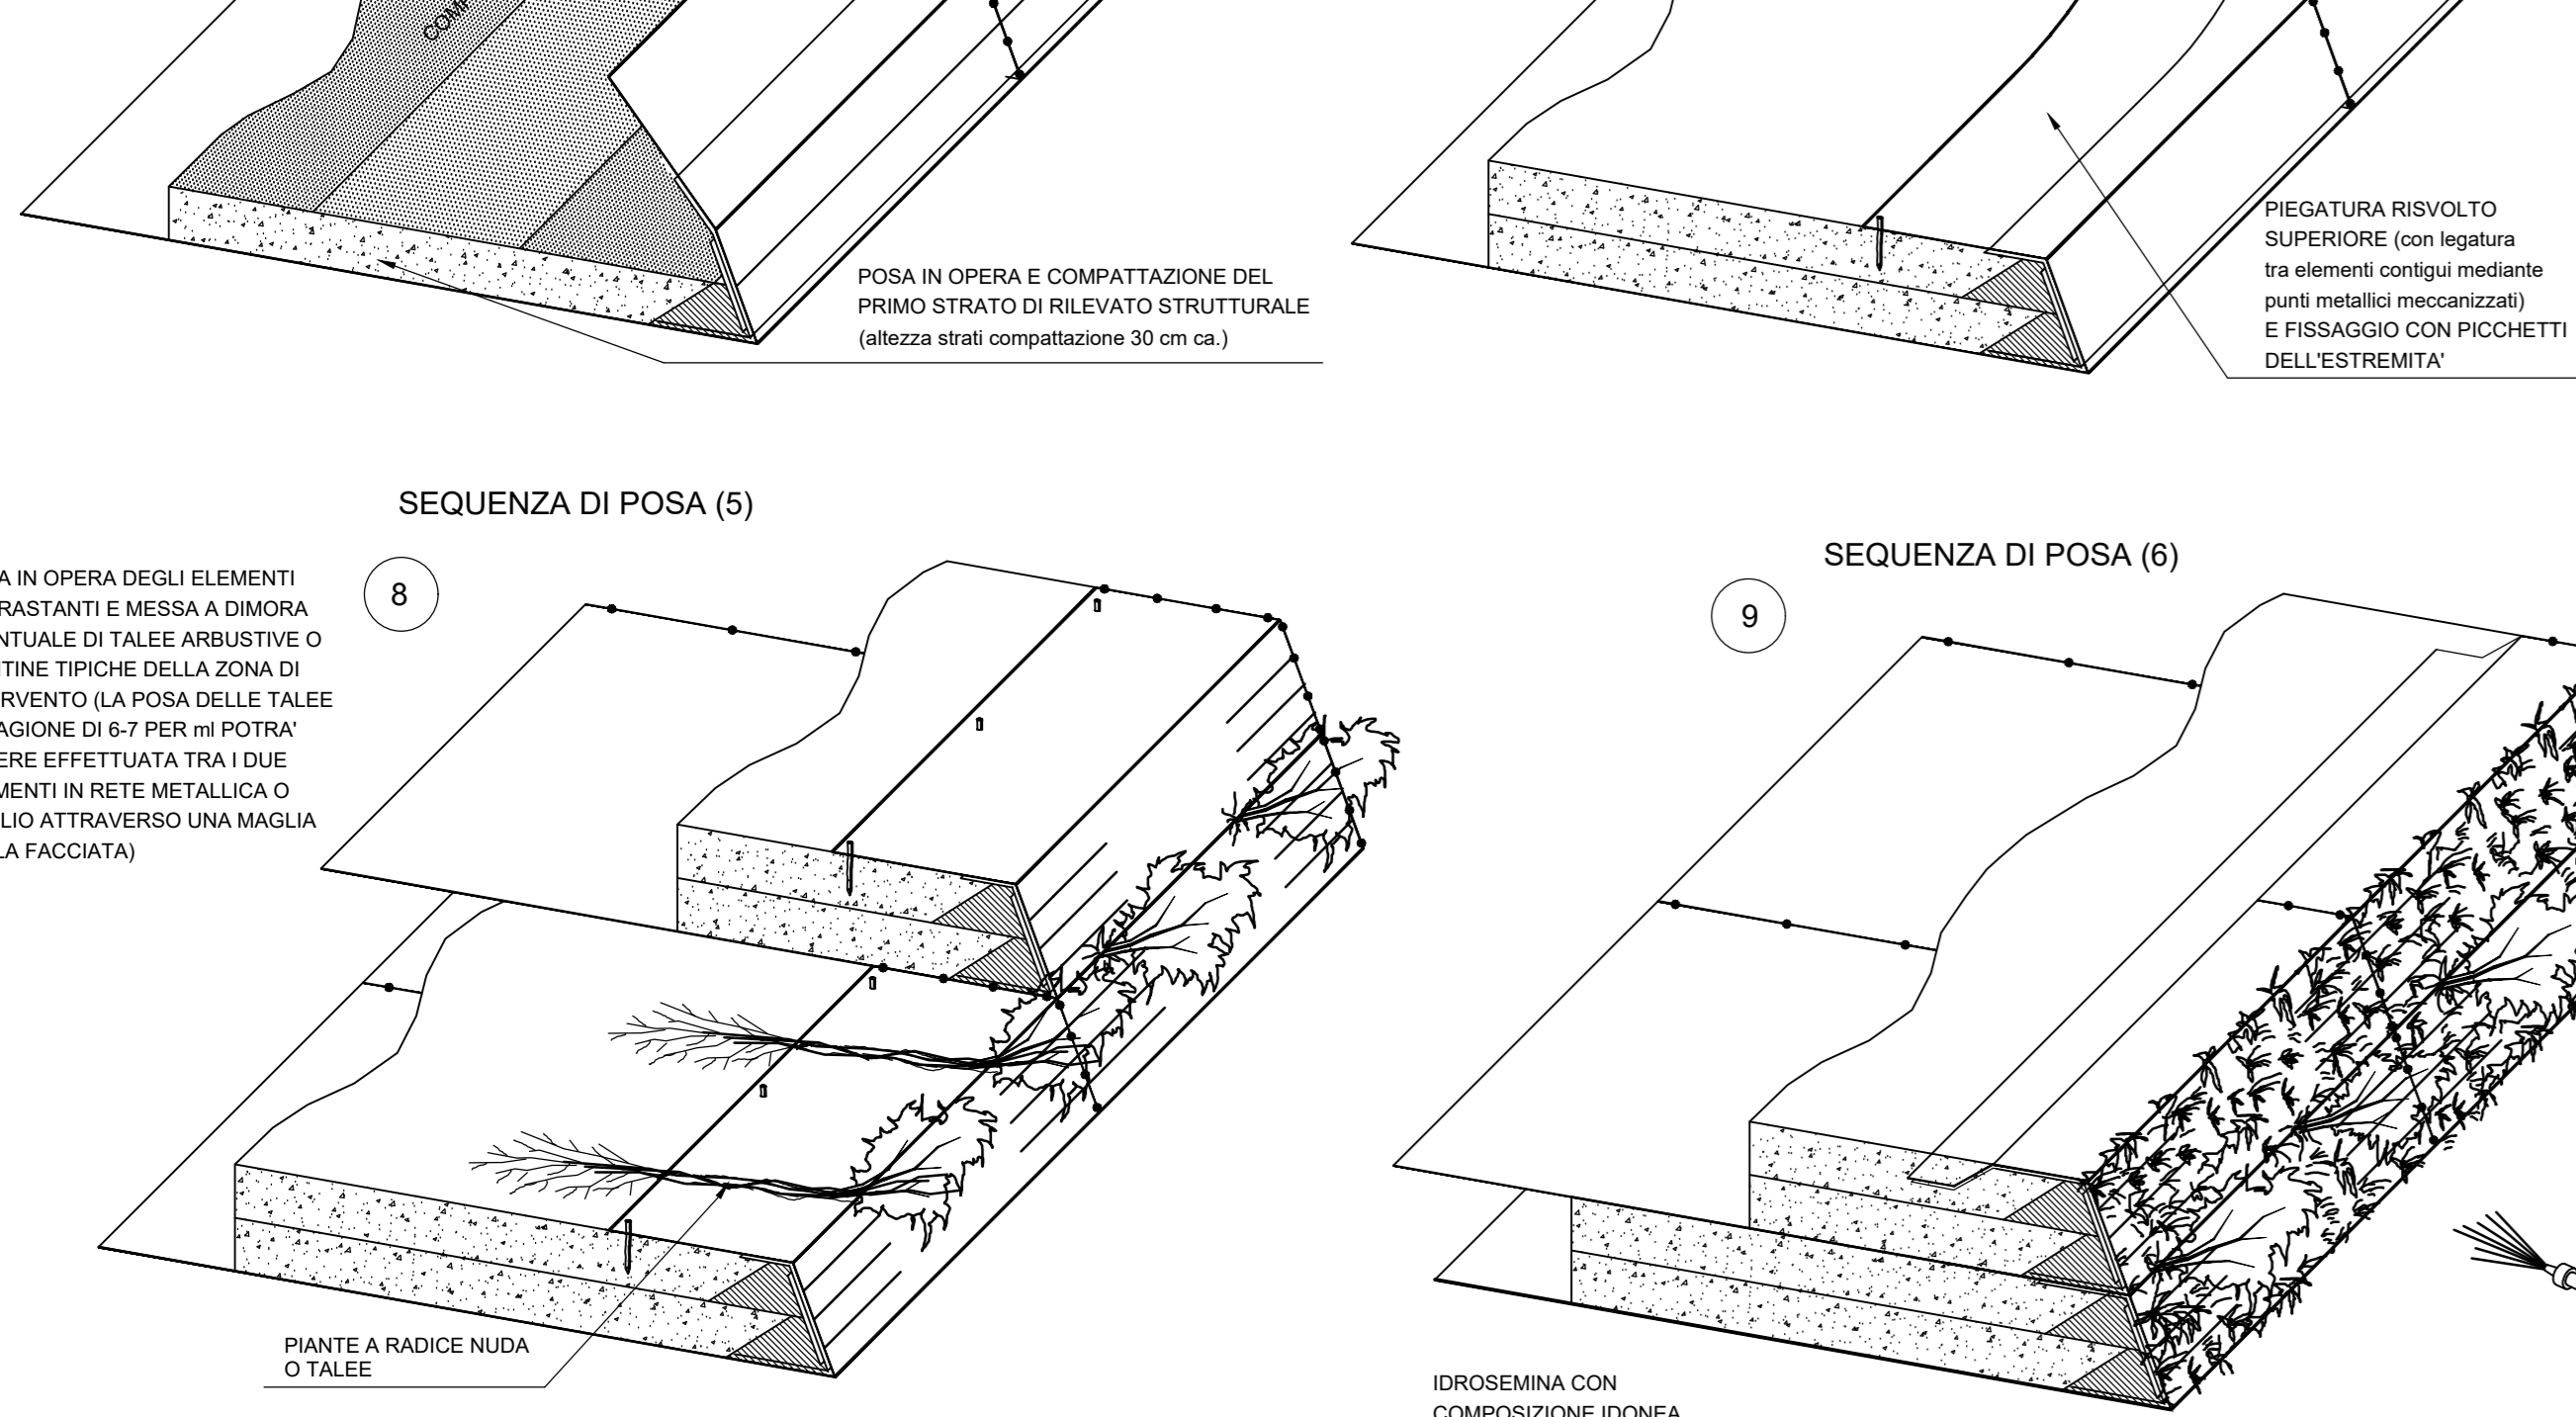 COMP
POSA IN OPERA E COMPATTAZIONE DEL
PRIMO STRATO DI RILEVATO STRUTTURALE
(altezza strati compattazione 30 cm ca.)
PIEGATURA RISVOLTO
SUPERIORE (con legatura
tra elementi contigui mediante
punti metallici meccanizzati)
E FISSAGGIO CON PICCHETTI
DELL'ESTREMITA'
SEQUENZA DI POSA (5)
8
A IN OPERA DEGLI ELEMENTI
RASTANTI E MESSA A DIMORA
NTUALE DI TALEE ARBUSTIVE O
NTINE TIPICHE DELLA ZONA DI
RVENTO (LA POSA DELLE TALEE
AGIONE DI 6-7 PER ml POTRA'
ERE EFFETTUATA TRA I DUE
MENTI IN RETE METALLICA O
LIO ATTRAVERSO UNA MAGLIA
LA FACCIATA)
PIANTE A RADICE NUDA
O TALEE
SEQUENZA DI POSA (6)
9
IDROSEMINA CON
COMPOSIZIONE IDONEA